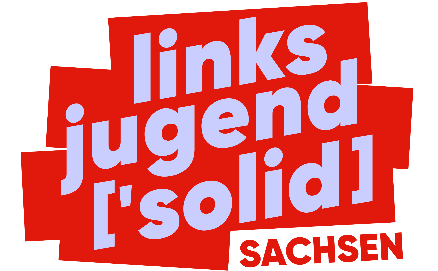 links
jugend
['solid]
SACHSEN